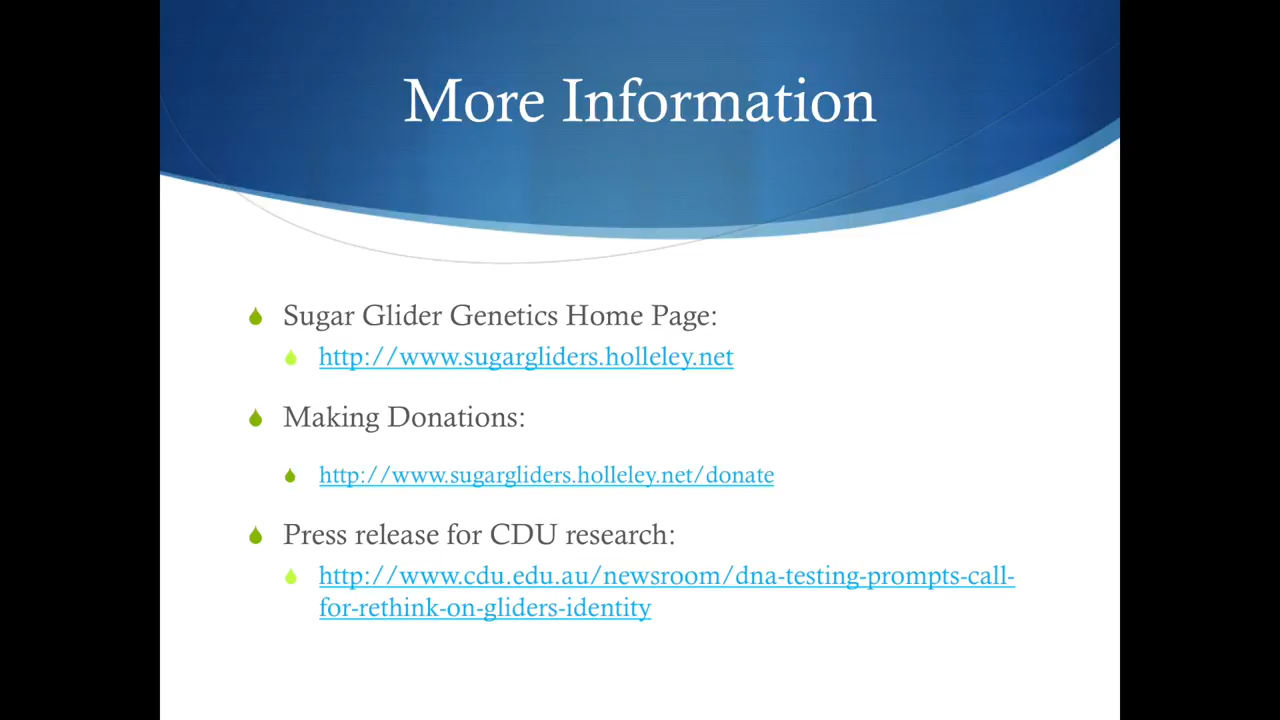 More Information
Sugar Glider Genetics Home Page:
http://www.sugargliders.holleley.net
Making Donations:
http://www.sugargliders.holleley.net/donate
Press release for CDU research:
http://www.cdu.edu.au/newsroom/dna-testing-prompts-call-
for-rethink-on-gliders-identity